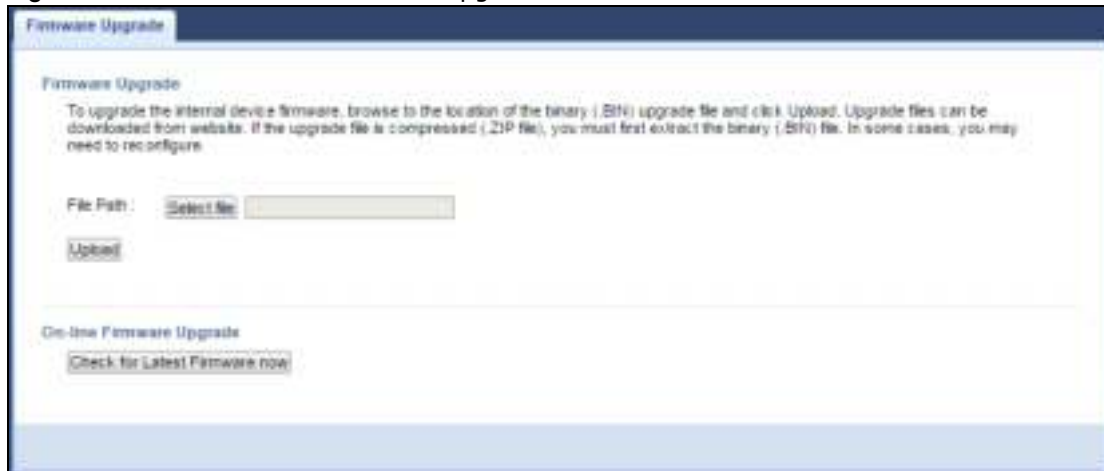 Firmware Upgrade
Firmware Upgrade
To upgrade the internal device firmware, browse to the location of the binary (.BIN) upgrade file and click Upload. Upgrade files can be
downloaded from website. If the upgrade file is compressed (.ZIP file), you must first extract the binary (.BIN) file. In some cases, you may
need to reconfigure.
File Path : Select file
Upload
On-line Firmware Upgrade
Check for Latest Firmware now